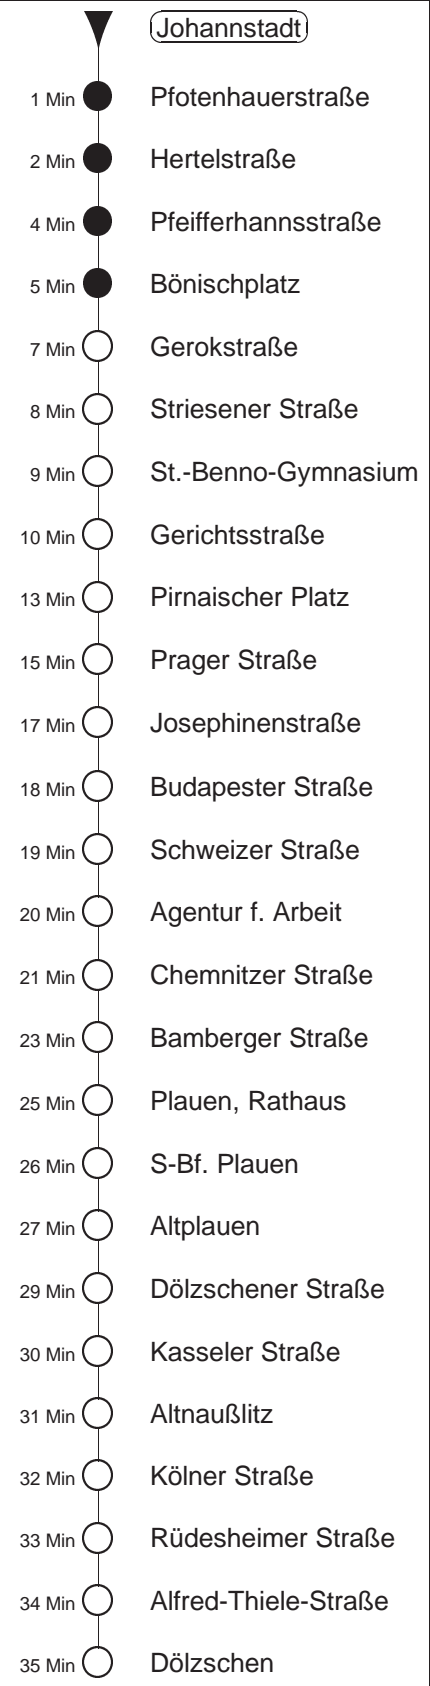 Johannstadt
1 Min Pfotenhauerstraße
2 Min Hertelstraße
4 Min Pfeifferhannsstraße
5 Min Bönischplatz
7 Min Gerokstraße
8 Min Striesener Straße
9 Min St.-Benno-Gymnasium
10 Min Gerichtsstraße
13 Min Pirnaischer Platz
15 Min Prager Straße
17 Min Josephinenstraße
18 Min Budapester Straße
19 Min Schweizer Straße
20 Min Agentur f. Arbeit
21 Min Chemnitzer Straße
23 Min Bamberger Straße
25 Min Plauen, Rathaus
26 Min S-Bf. Plauen
27 Min Altplauen
29 Min Dölzschener Straße
30 Min Kasseler Straße
31 Min Altnaußlitz
32 Min Kölner Straße
33 Min Rüdesheimer Straße
34 Min Alfred-Thiele-Straße
35 Min Dölzschen